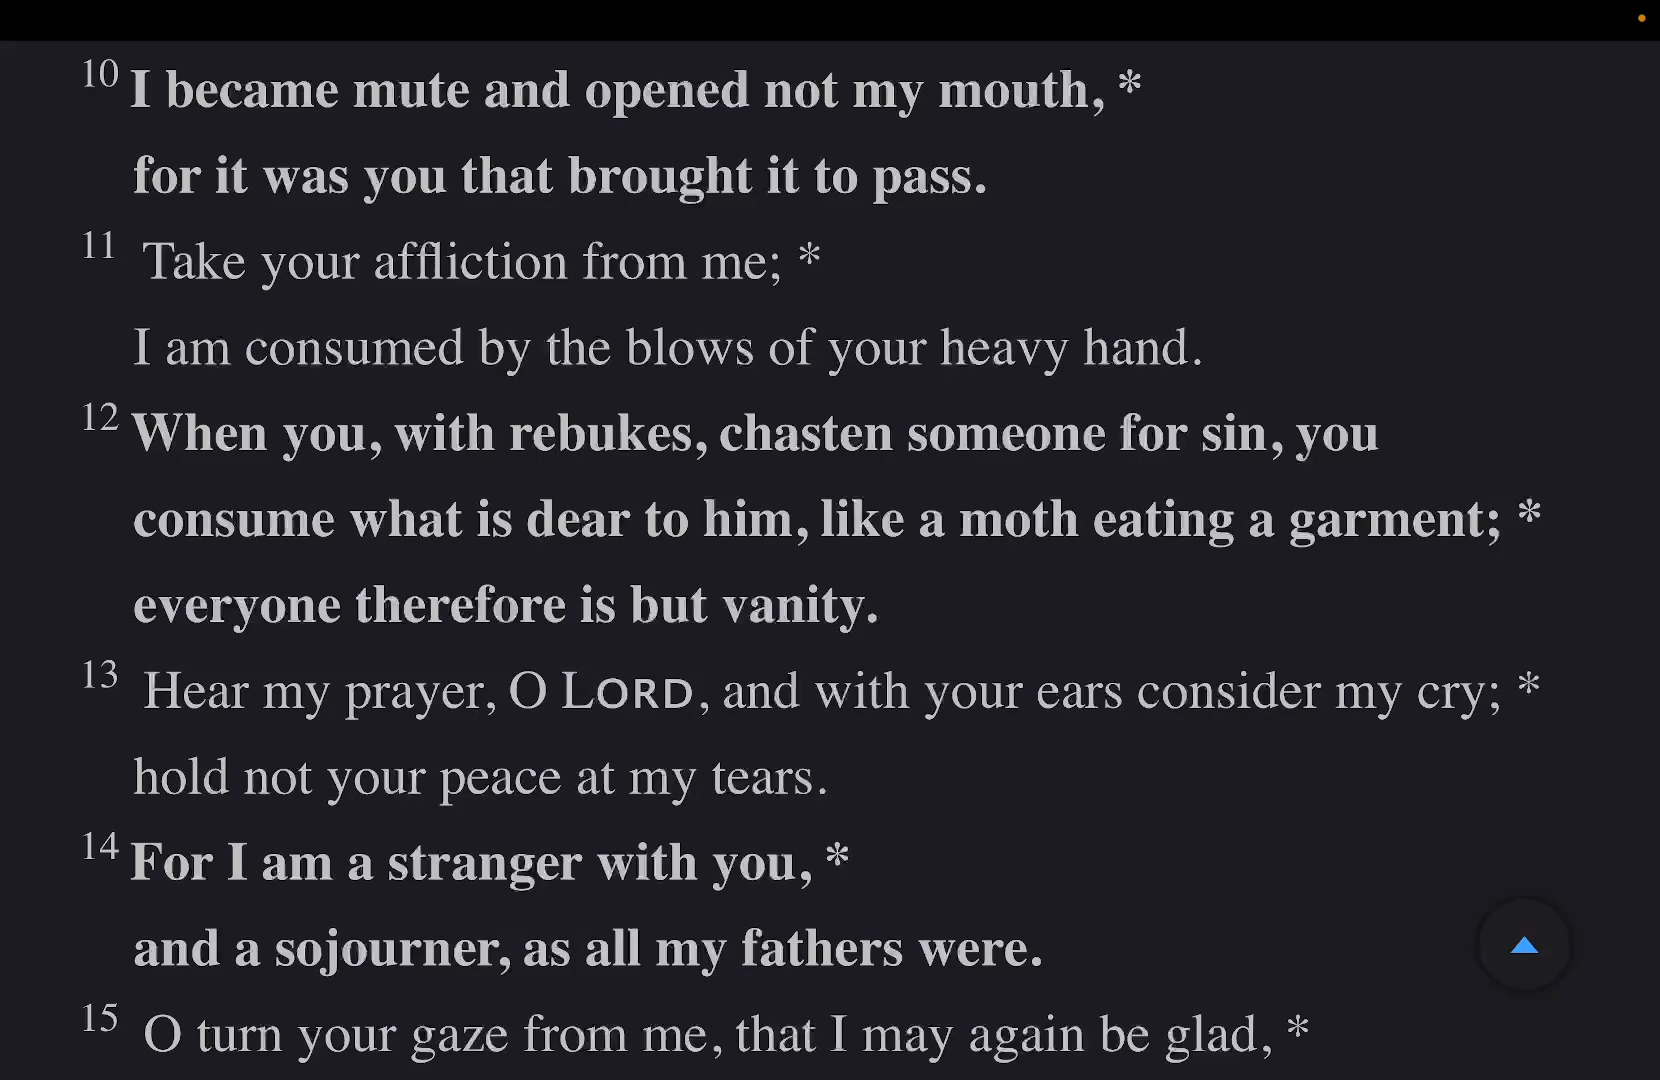 10 I became mute and opened not my mouth, *
for it was you that brought it to pass.
11 Take your affliction from me; *
I am consumed by the blows of your heavy hand.
12 When you, with rebukes, chasten someone for sin, you
consume what is dear to him, like a moth eating a garment; *
everyone therefore is but vanity.
13 Hear my prayer, O LORD, and with your ears consider my cry; *
hold not your peace at my tears.
14 For I am a stranger with you, *
and a sojourner, as all my fathers were.
15 O turn your gaze from me, that I may again be glad, *